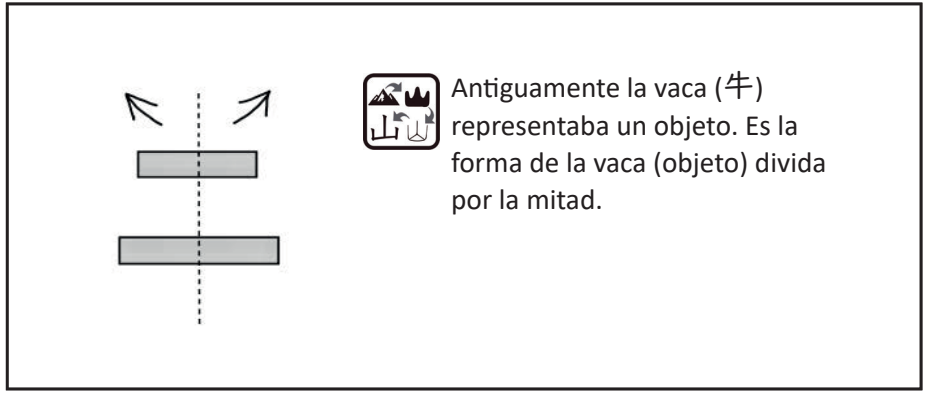 Antiguamente la vaca (牛)
representaba un objeto. Es la
forma de la vaca (objeto) divida
por la mitad.